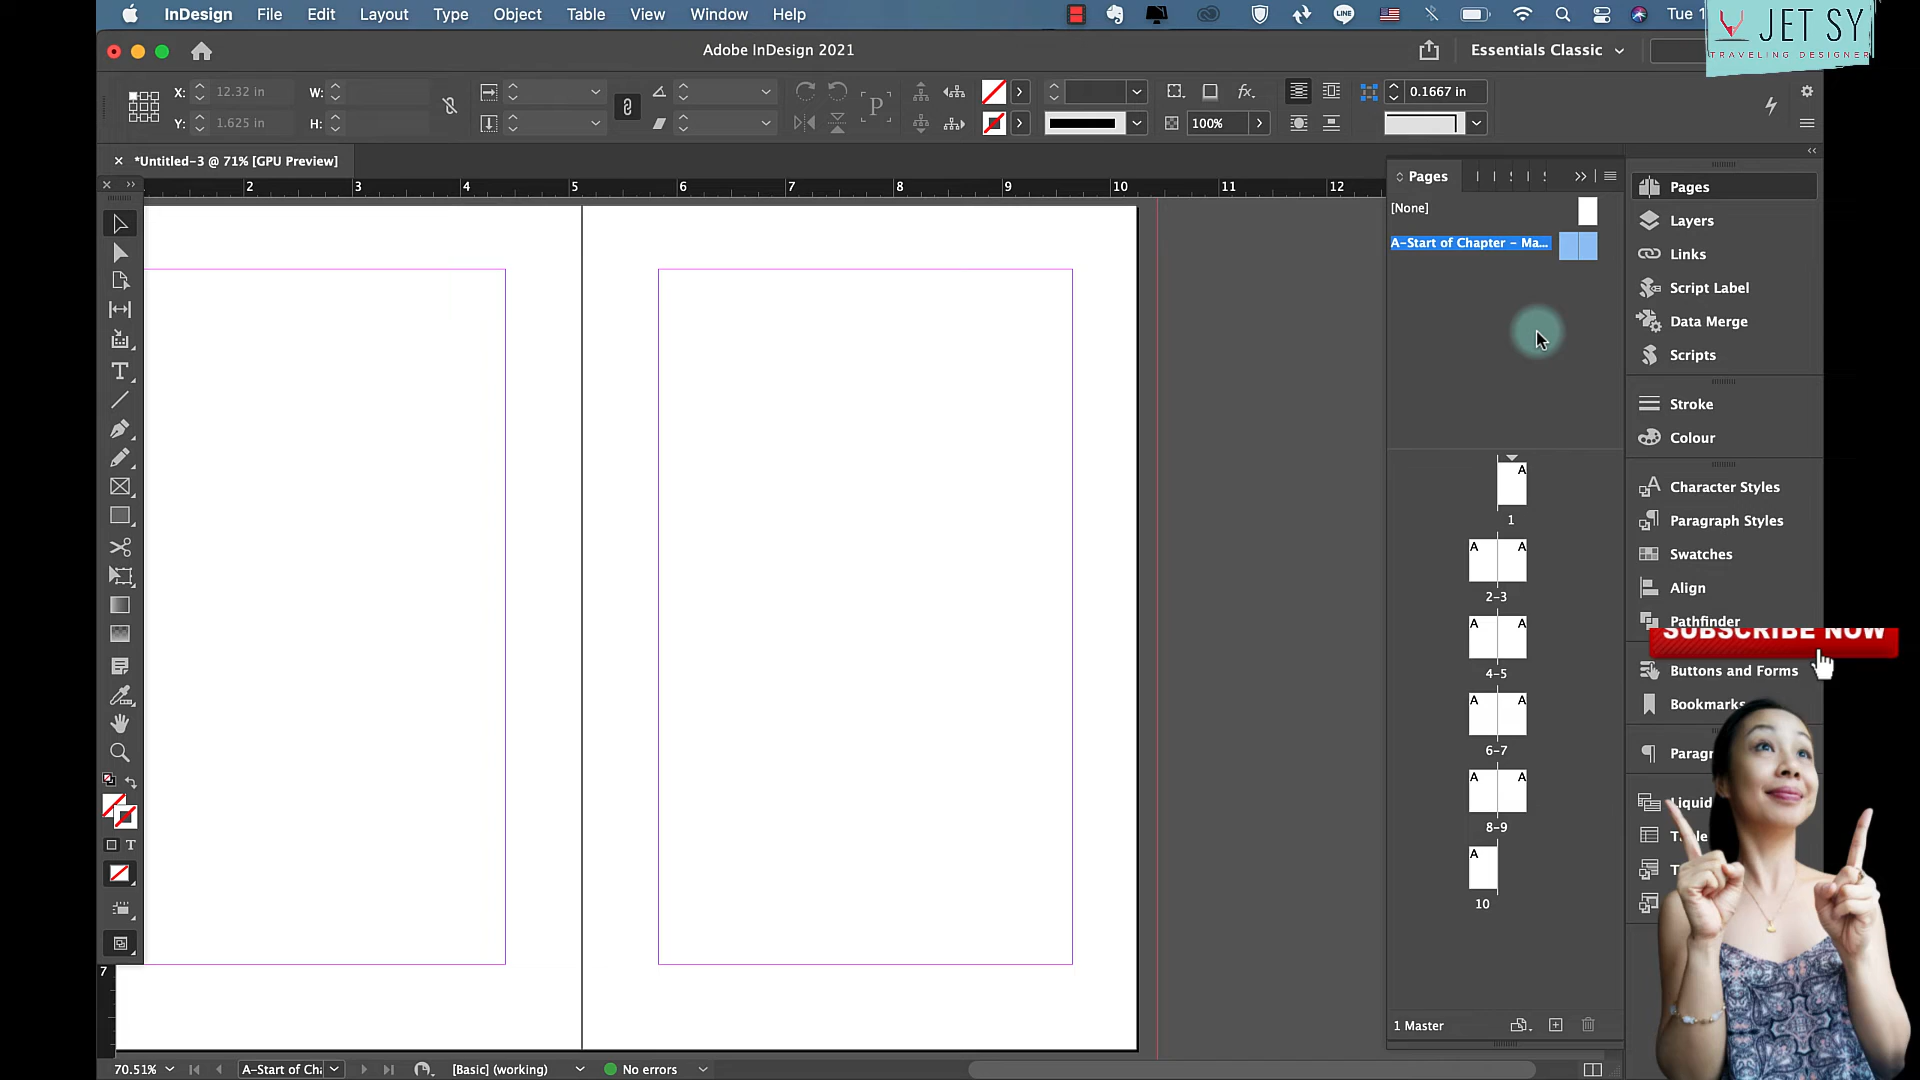 InDesign File Edit Layout Type Object Table View Window Help Tue 1
JET SY
TRAVELING DESIGNER
Adobe InDesign 2021
Essentials Classic
X: 12.32 in W: 0.1667 in
Y: 1.625 in H: P 100%
*Untitled-3 @ 71% [GPU Preview]
2 3 4 5 6 7 8 9 10 11 12
Pages
[None]
A-Start of Chapter - Ma...
A
1
A A
2-3
A A
4-5
A A
6-7
A A
8-9
A
10
1 Master
Pages
Layers
Links
Script Label
Data Merge
Scripts
Stroke
Colour
Character Styles
Paragraph Styles
Swatches
Align
Pathfinder
SUBSCRIBE NOW
Buttons and Forms
Bookmarks
Paragr
Liquid
7
70.51% A-Start of Cha [Basic] (working) No errors